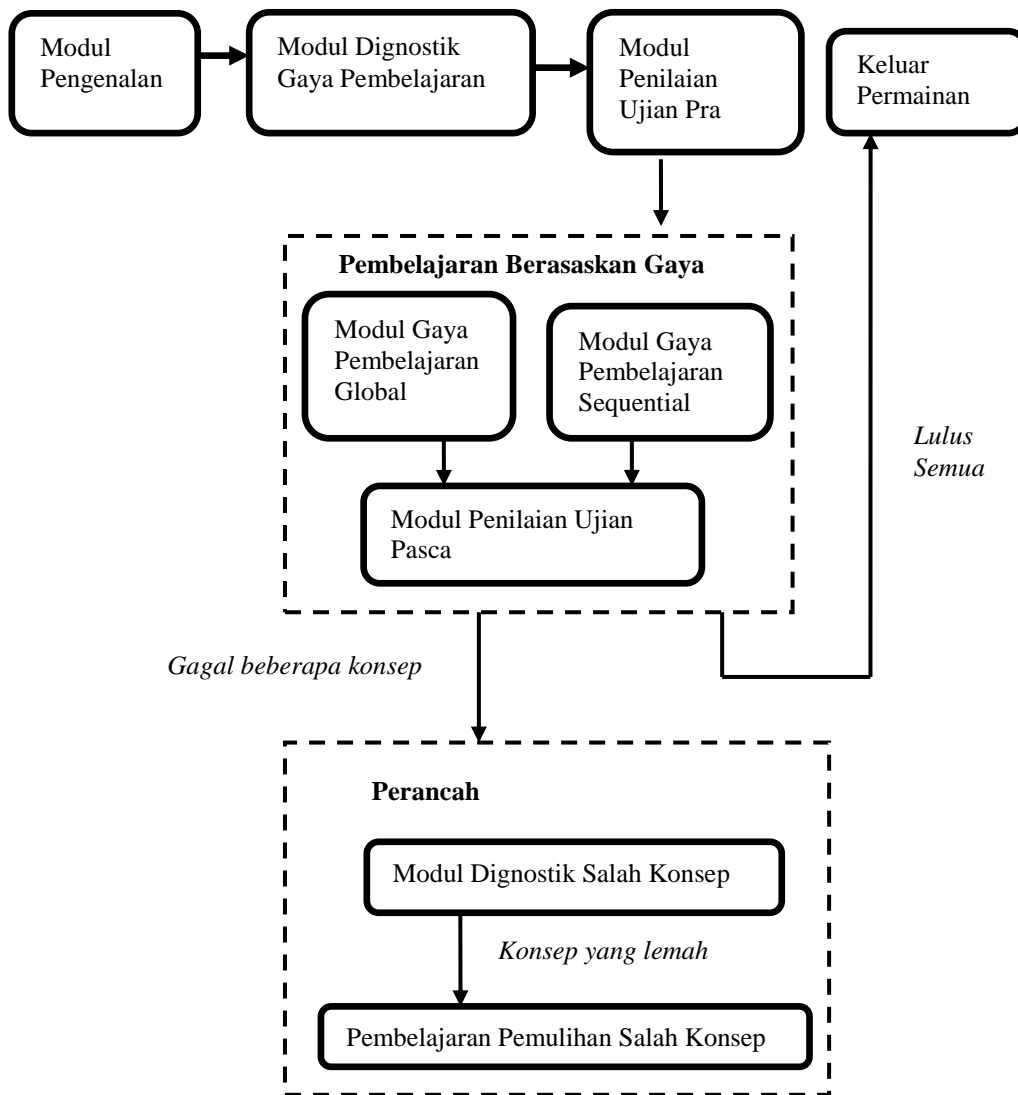 Modul
Pengenalan
Modul Dignostik
Gaya Pembelajaran
Modul
Penilaian
Ujian Pra
Keluar
Permainan
Pembelajaran Berasaskan Gaya
Modul Gaya
Pembelajaran
Global
Modul Gaya
Pembelajaran
Sequential
Modul Penilaian Ujian
Pasca
Lulus
Semua
Gagal beberapa konsep
Perancah
Modul Dignostik Salah Konsep
Konsep yang lemah
Pembelajaran Pemulihan Salah Konsep